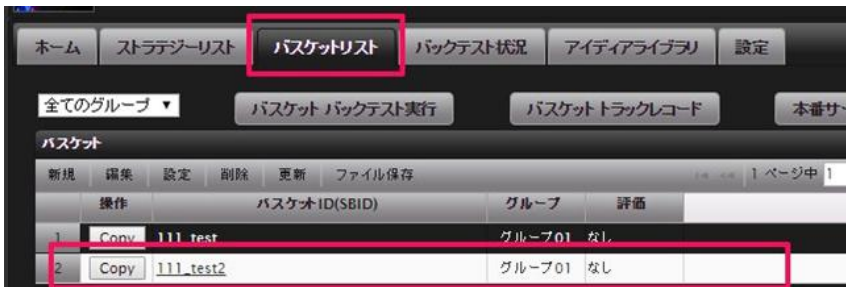 ホーム ストラテジーリスト バスケットリスト バックテスト状況 アイディアライブラリ 設定
全てのグループ ▼ バスケット バックテスト実行 バスケット トラックレコード 本番サー
バスケット
新規 編集 設定 削除 更新 ファイル保存 1 ページ中 1
操作 バスケットID(SBID) グループ 評価
1 Copy 111_test グループ01 なし
2 Copy 111_test2 グループ01 なし